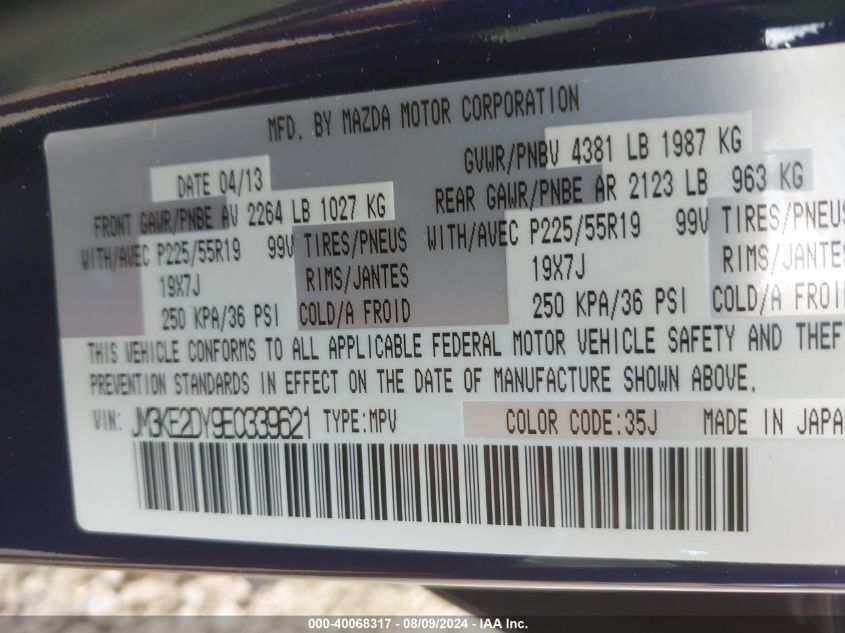 MFD. BY MAZDA MOTOR CORPORATION
DATE 04/13 GVWR/PNBV 4381 LB 1987 KG
FRONT GAWR/PNBE AV 2264 LB 1027 KG REAR GAWR/PNBE AR 2123 LB 963 KG
WITH/AVEC P225/55R19 99V TIRES/PNEUS WITH/AVEC P225/55R19 99V TIRES/PNEUS
19X7J RIMS/JANTES 19X7J RIMS/JANTES
250 KPA/36 PSI COLD/A FROID 250 KPA/36 PSI COLD/A FROID
THIS VEHICLE CONFORMS TO ALL APPLICABLE FEDERAL MOTOR VEHICLE SAFETY AND THEF
PREVENTION STANDARDS IN EFFECT ON THE DATE OF MANUFACTURE SHOWN ABOVE.
VIN: JM3KE2DY9E0339621 TYPE:MPV COLOR CODE:35J MADE IN JAPA
000-40068317 - 08/09/2024 - IAA Inc.